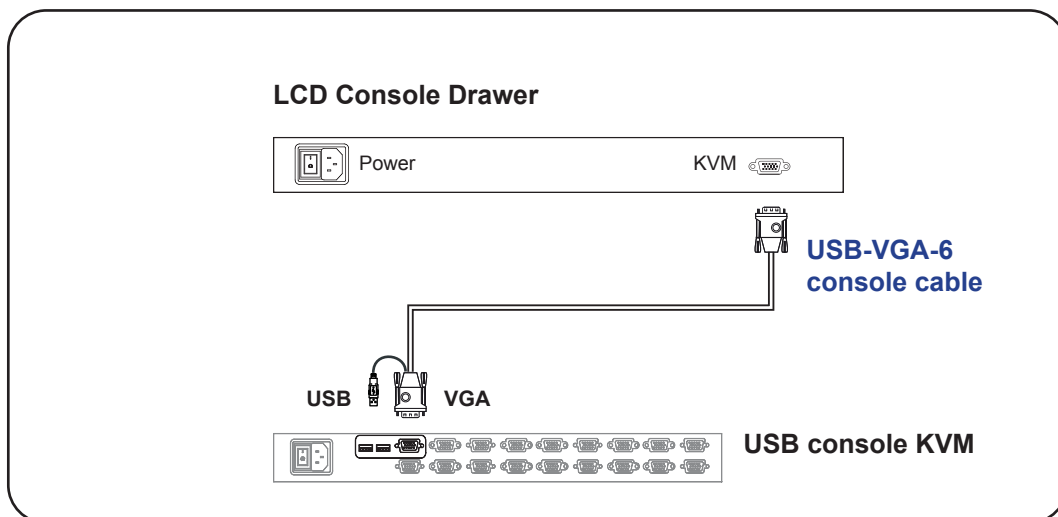 LCD Console Drawer
Power
KVM
USB-VGA-6
console cable
USB
VGA
USB console KVM